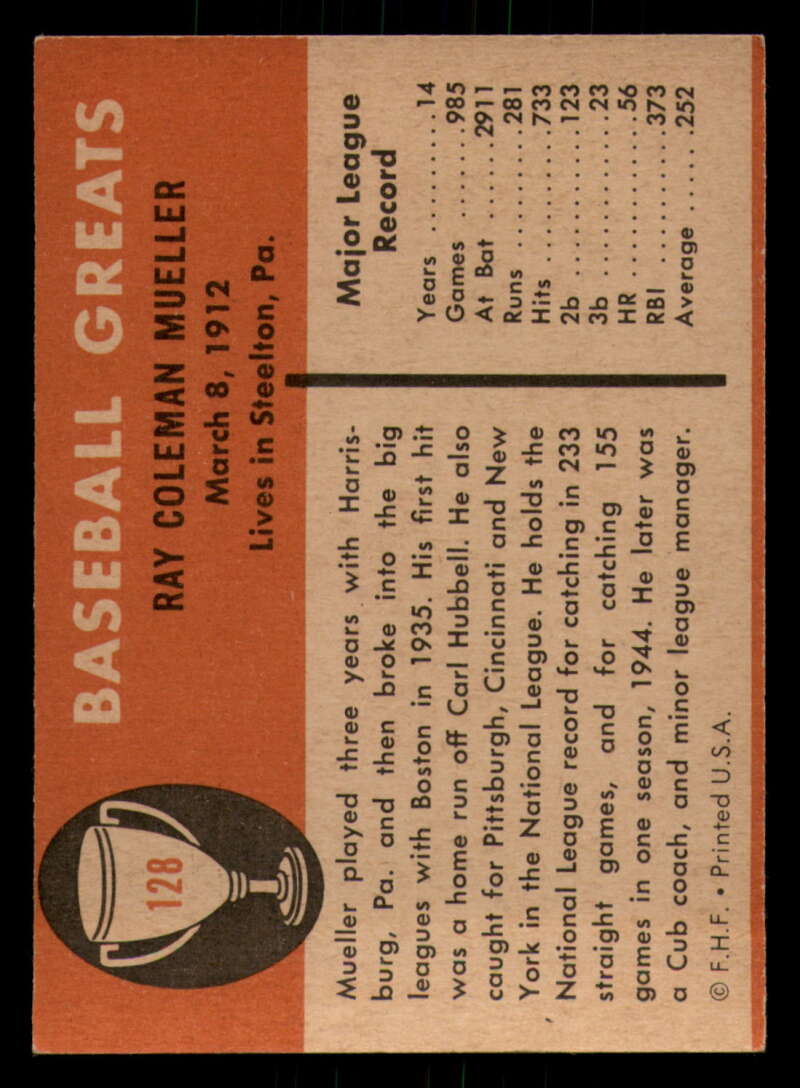 128
BASEBALL GREATS
RAY COLEMAN MUELLER
March 8, 1912
Lives in Steelton, Pa.
Mueller played three years with Harris-
burg, Pa. and then broke into the big
leagues with Boston in 1935. His first hit
was a home run off Carl Hubbell. He also
caught for Pittsburgh, Cincinnati and New
York in the National League. He holds the
National League record for catching in 233
straight games, and for catching 155
games in one season, 1944. He later was
a Cub coach, and minor league manager.
© F.H.F. • Printed U.S.A.
Major League
Record
Years ..........14
Games ........985
At Bat .......2911
Runs ..........281
Hits ...........733
2b ............123
3b .............23
HR .............56
RBI ...........373
Average ......252